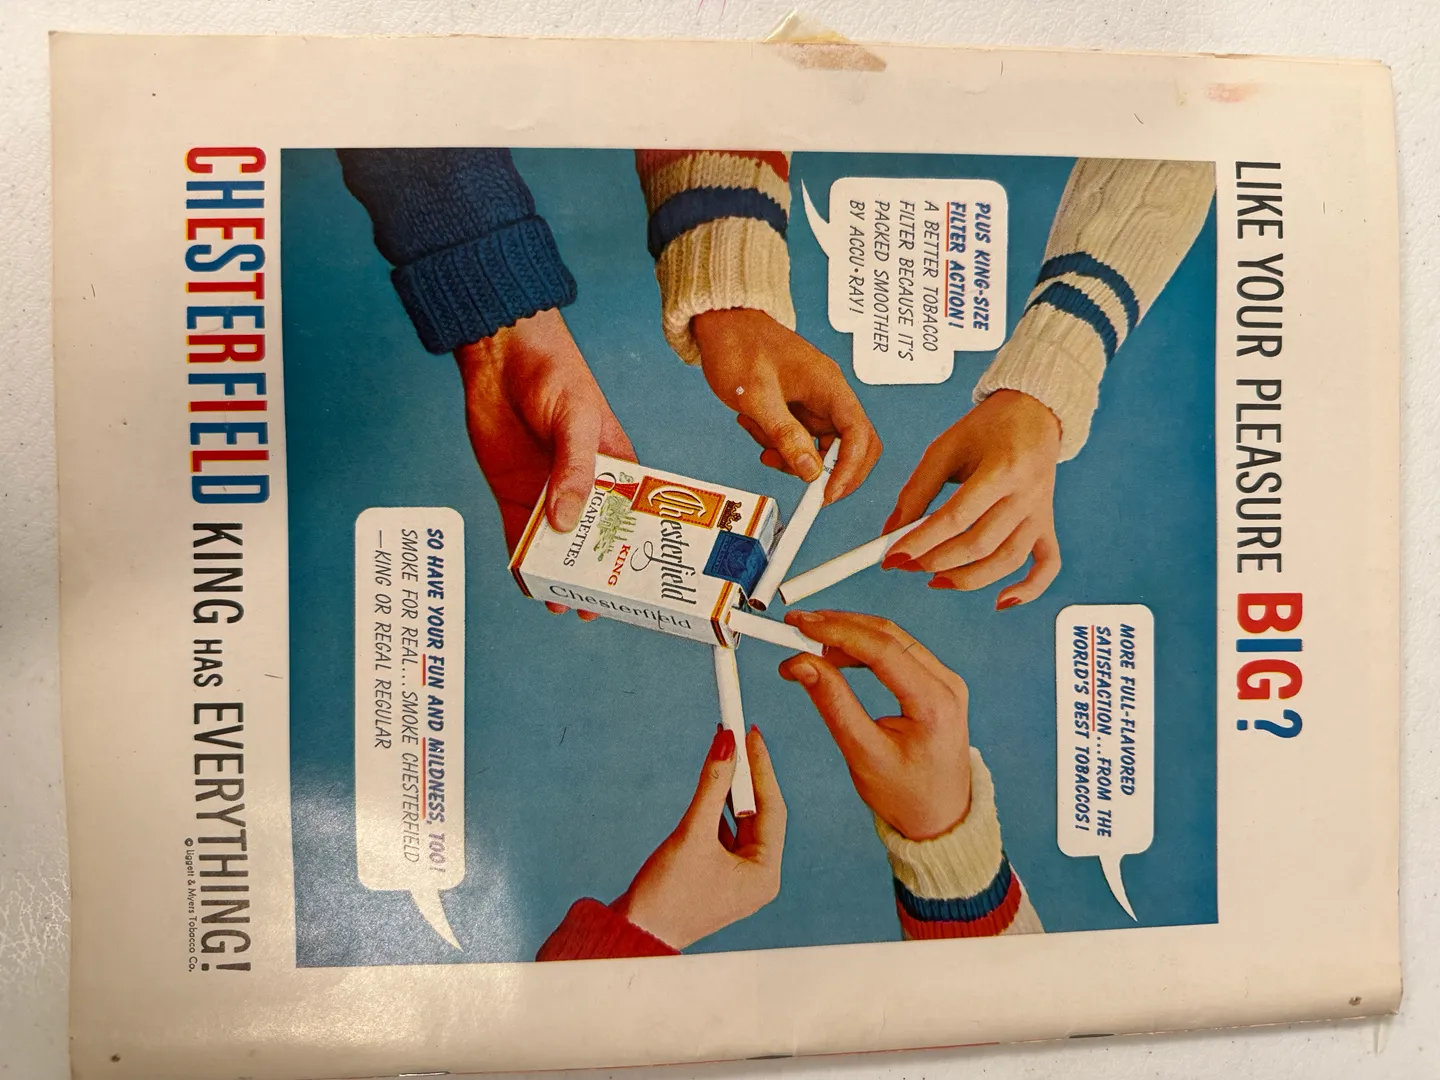 LIKE YOUR PLEASURE BIG?
MORE FULL-FLAVORED
SATISFACTION...FROM THE
WORLD'S BEST TOBACCOS!
PLUS KING-SIZE
FILTER ACTION!
A BETTER TOBACCO
FILTER BECAUSE IT'S
PACKED SMOOTHER
BY ACCU•RAY!
Chesterfield
KING
CIGARETTES
Chesterfield
SO HAVE YOUR FUN AND MILDNESS, TOO!
SMOKE FOR REAL... SMOKE CHESTERFIELD
—KING OR REGAL REGULAR
CHESTERFIELD KING HAS EVERYTHING!
© Liggett & Myers Tobacco Co.